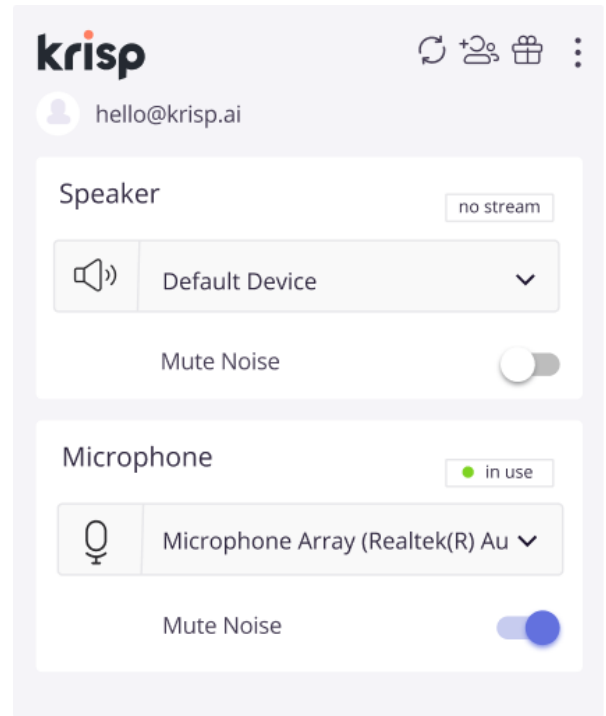 krisp
hello@krisp.ai
Speaker
no stream
Default Device
Mute Noise
Microphone
in use
Microphone Array (Realtek(R) Au
Mute Noise